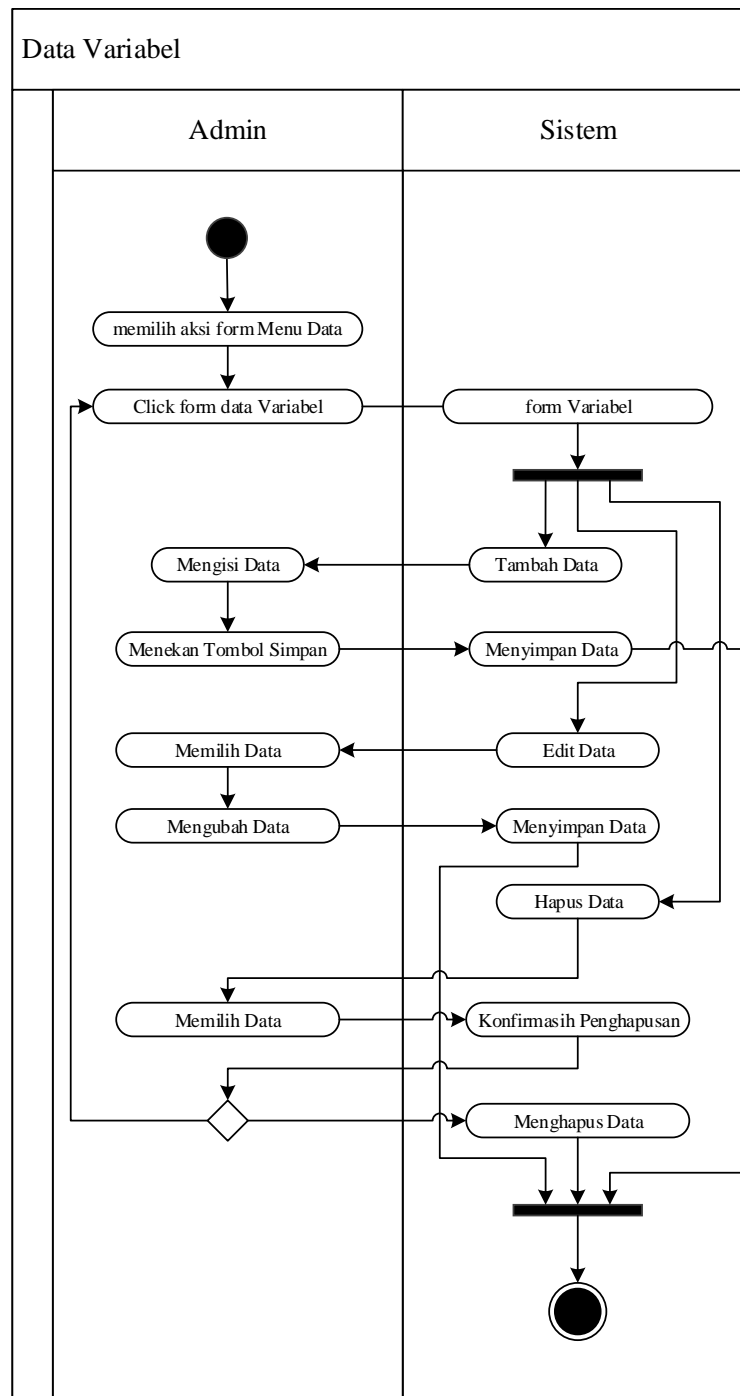 Data Variabel
Admin
Sistem
memilih aksi form Menu Data
Click form data Variabel
form Variabel
Mengisi Data
Tambah Data
Menekan Tombol Simpan
Menyimpan Data
Memilih Data
Edit Data
Mengubah Data
Menyimpan Data
Hapus Data
Memilih Data
Konfirmasih Penghapusan
Menghapus Data